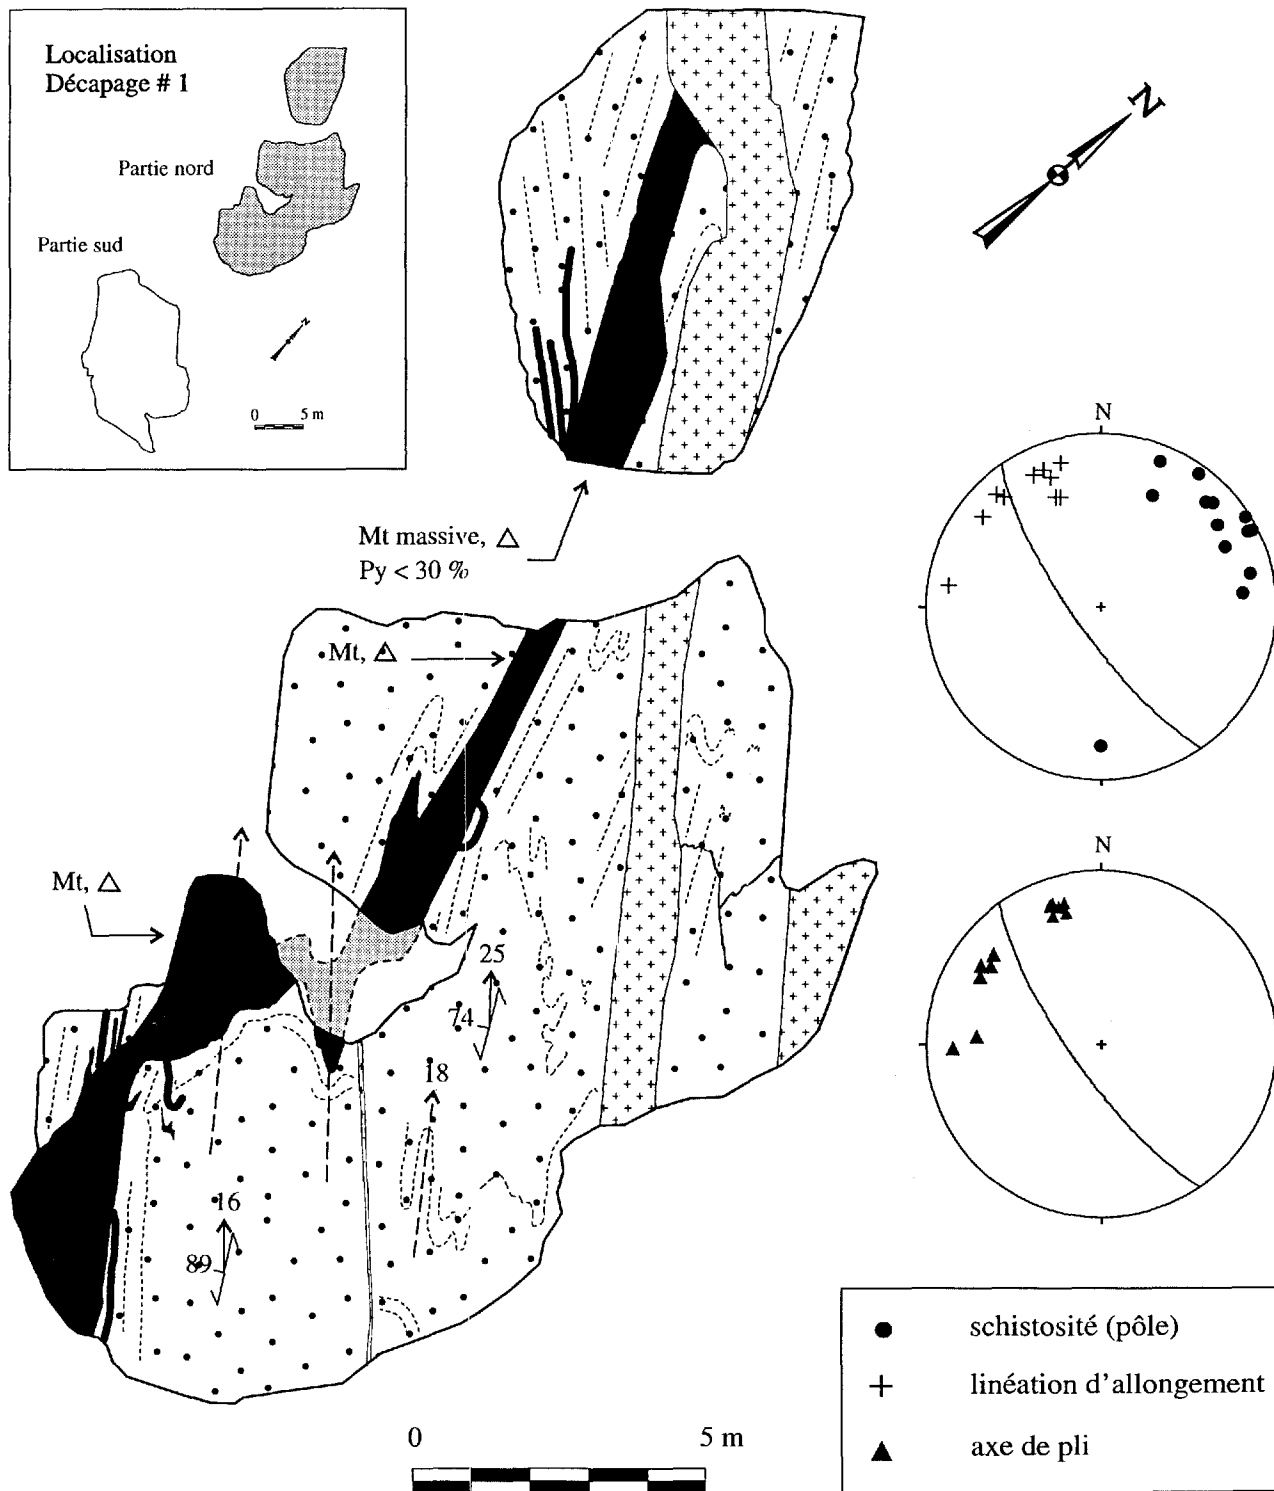 Localisation
Décapage # 1
Partie nord
Partie sud
N
0 5 m
N
Mt massive, △
Py < 30 %
N
Mt, △
Mt, △
25
74
18
16
89
N
0 5 m
schistosité (pôle)
linéation d'allongement
axe de pli